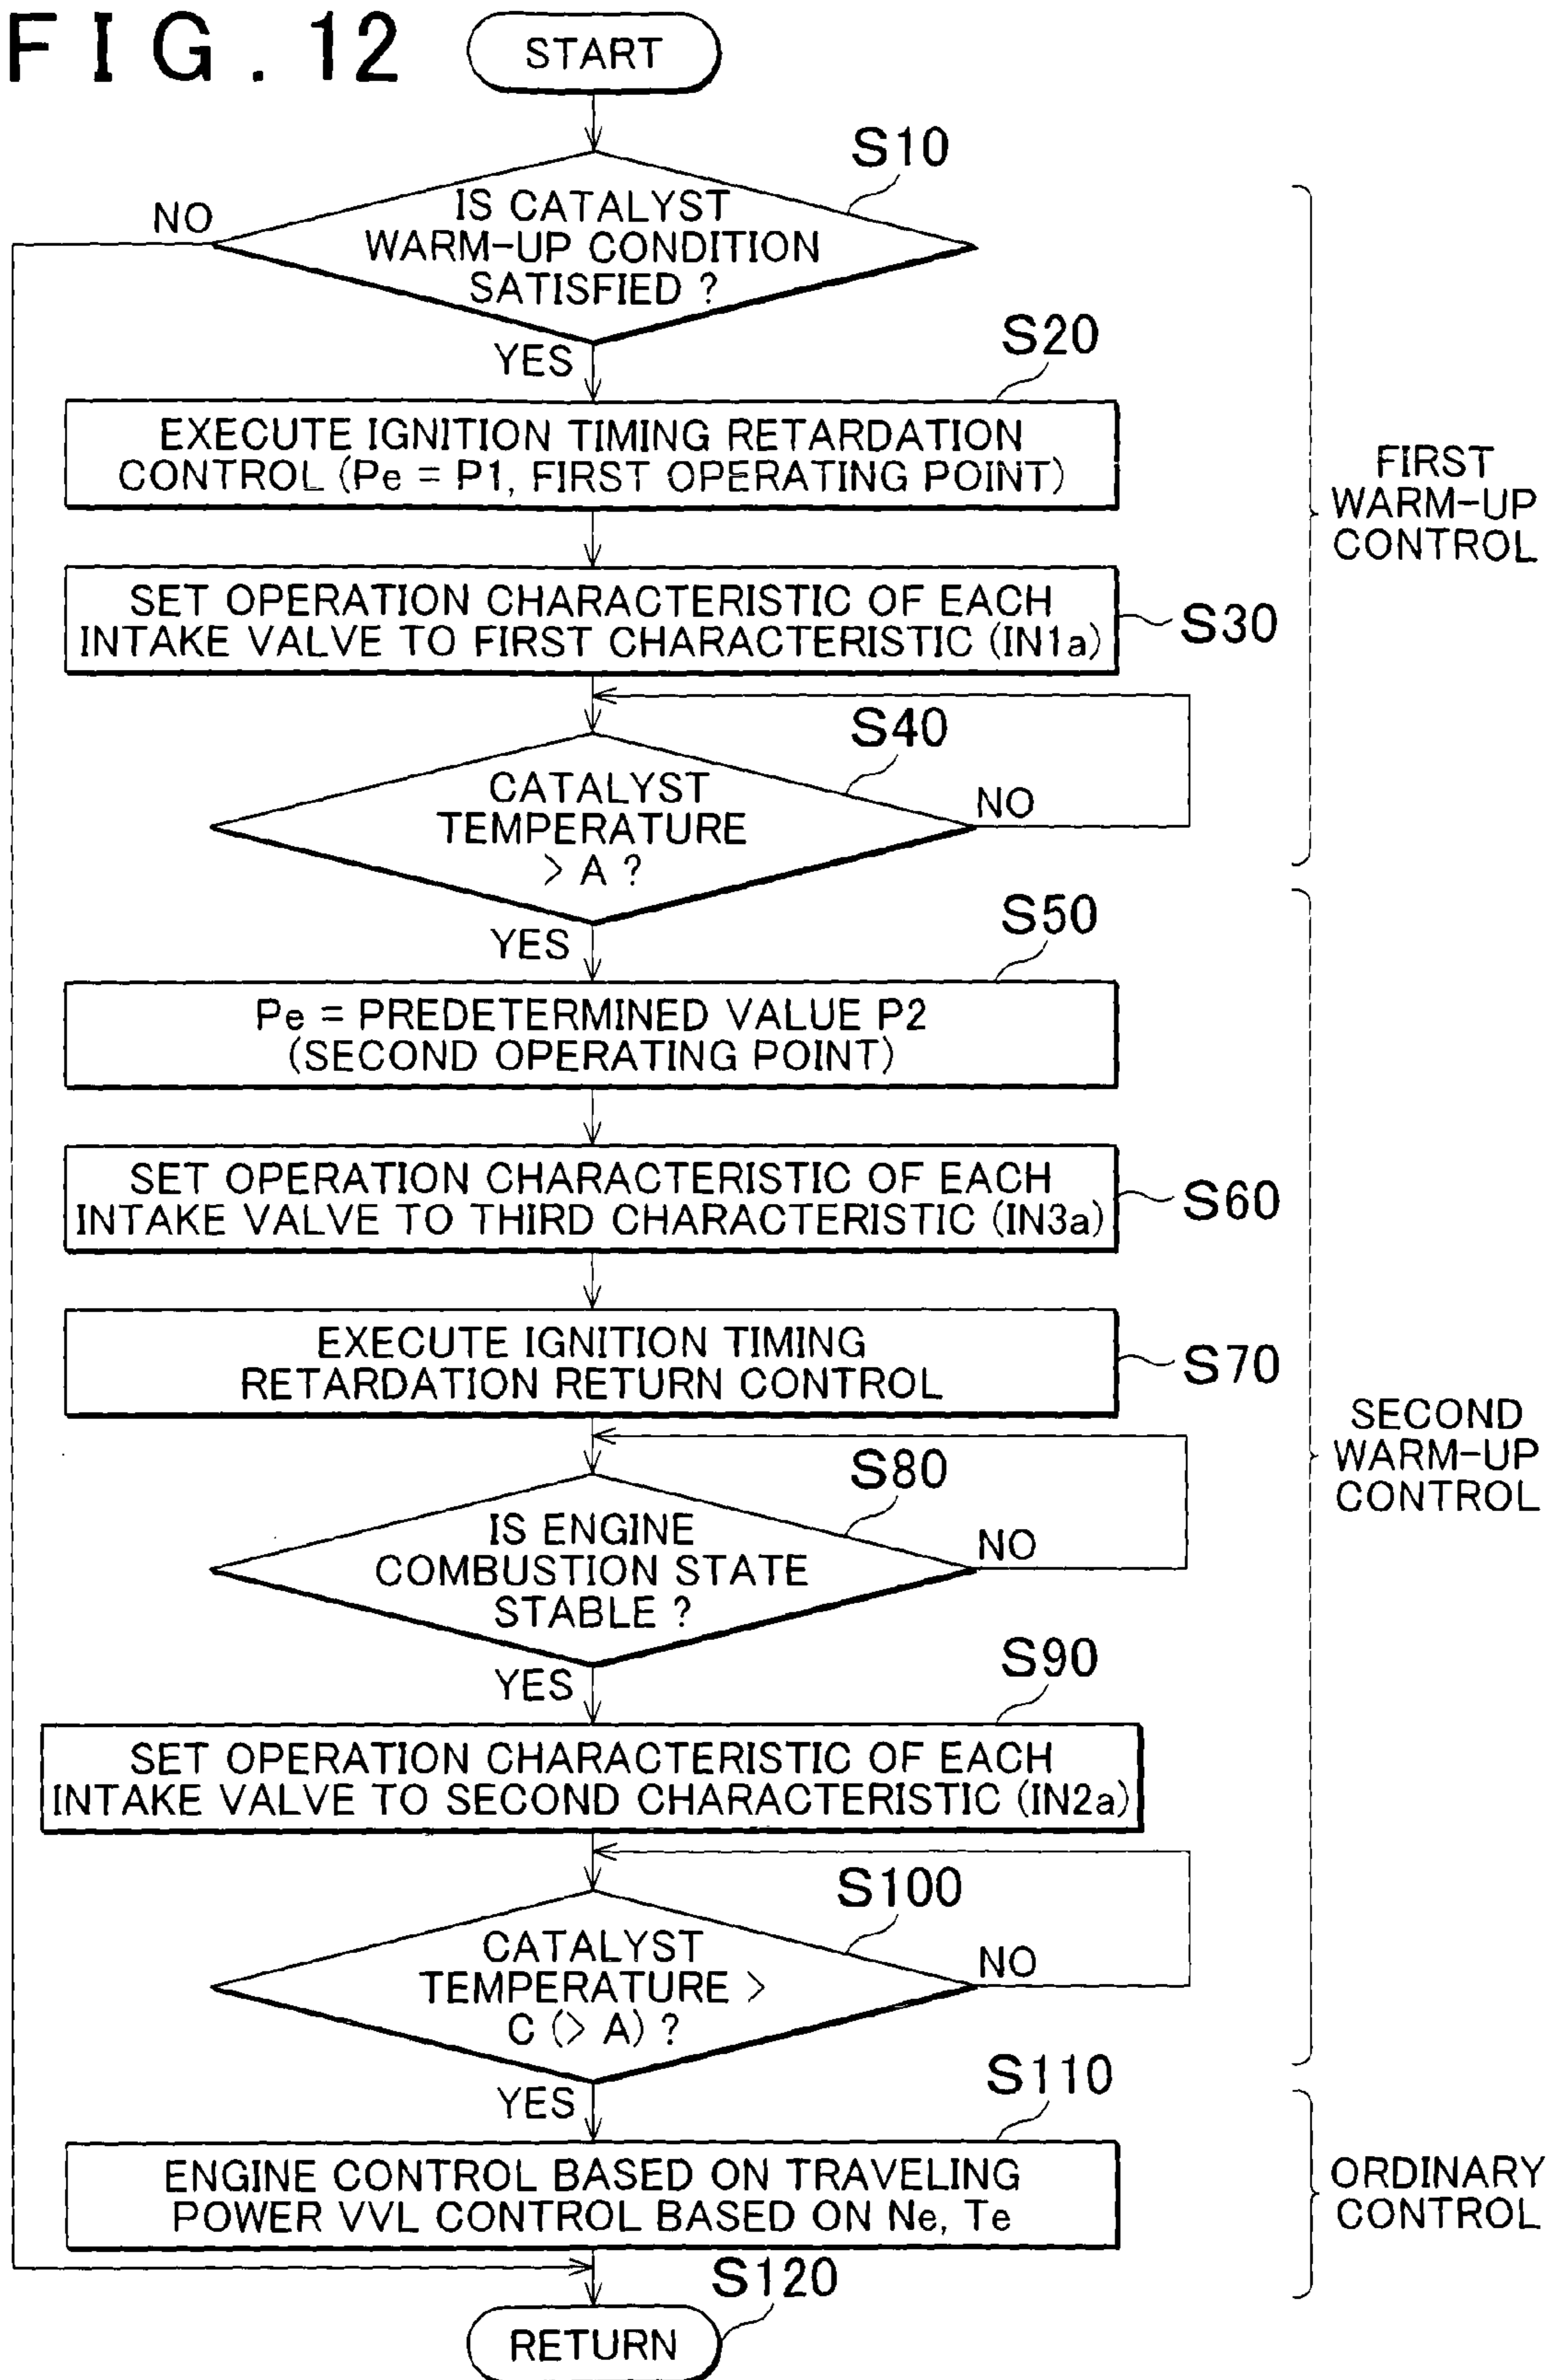 FIG. 12
START
S10
IS CATALYST
WARM-UP CONDITION
SATISFIED ?
NO
YES
S20
EXECUTE IGNITION TIMING RETARDATION
CONTROL (Pe = P1, FIRST OPERATING POINT)
FIRST
WARM-UP
CONTROL
SET OPERATION CHARACTERISTIC OF EACH
INTAKE VALVE TO FIRST CHARACTERISTIC (IN1a)
S30
S40
CATALYST
TEMPERATURE
> A ?
NO
YES
S50
Pe = PREDETERMINED VALUE P2
(SECOND OPERATING POINT)
SET OPERATION CHARACTERISTIC OF EACH
INTAKE VALVE TO THIRD CHARACTERISTIC (IN3a)
S60
EXECUTE IGNITION TIMING
RETARDATION RETURN CONTROL
S70
SECOND
WARM-UP
CONTROL
S80
IS ENGINE
COMBUSTION STATE
STABLE ?
NO
YES
S90
SET OPERATION CHARACTERISTIC OF EACH
INTAKE VALVE TO SECOND CHARACTERISTIC (IN2a)
S100
CATALYST
TEMPERATURE >
C (> A) ?
NO
YES
S110
ENGINE CONTROL BASED ON TRAVELING
POWER VVL CONTROL BASED ON Ne, Te
ORDINARY
CONTROL
S120
RETURN